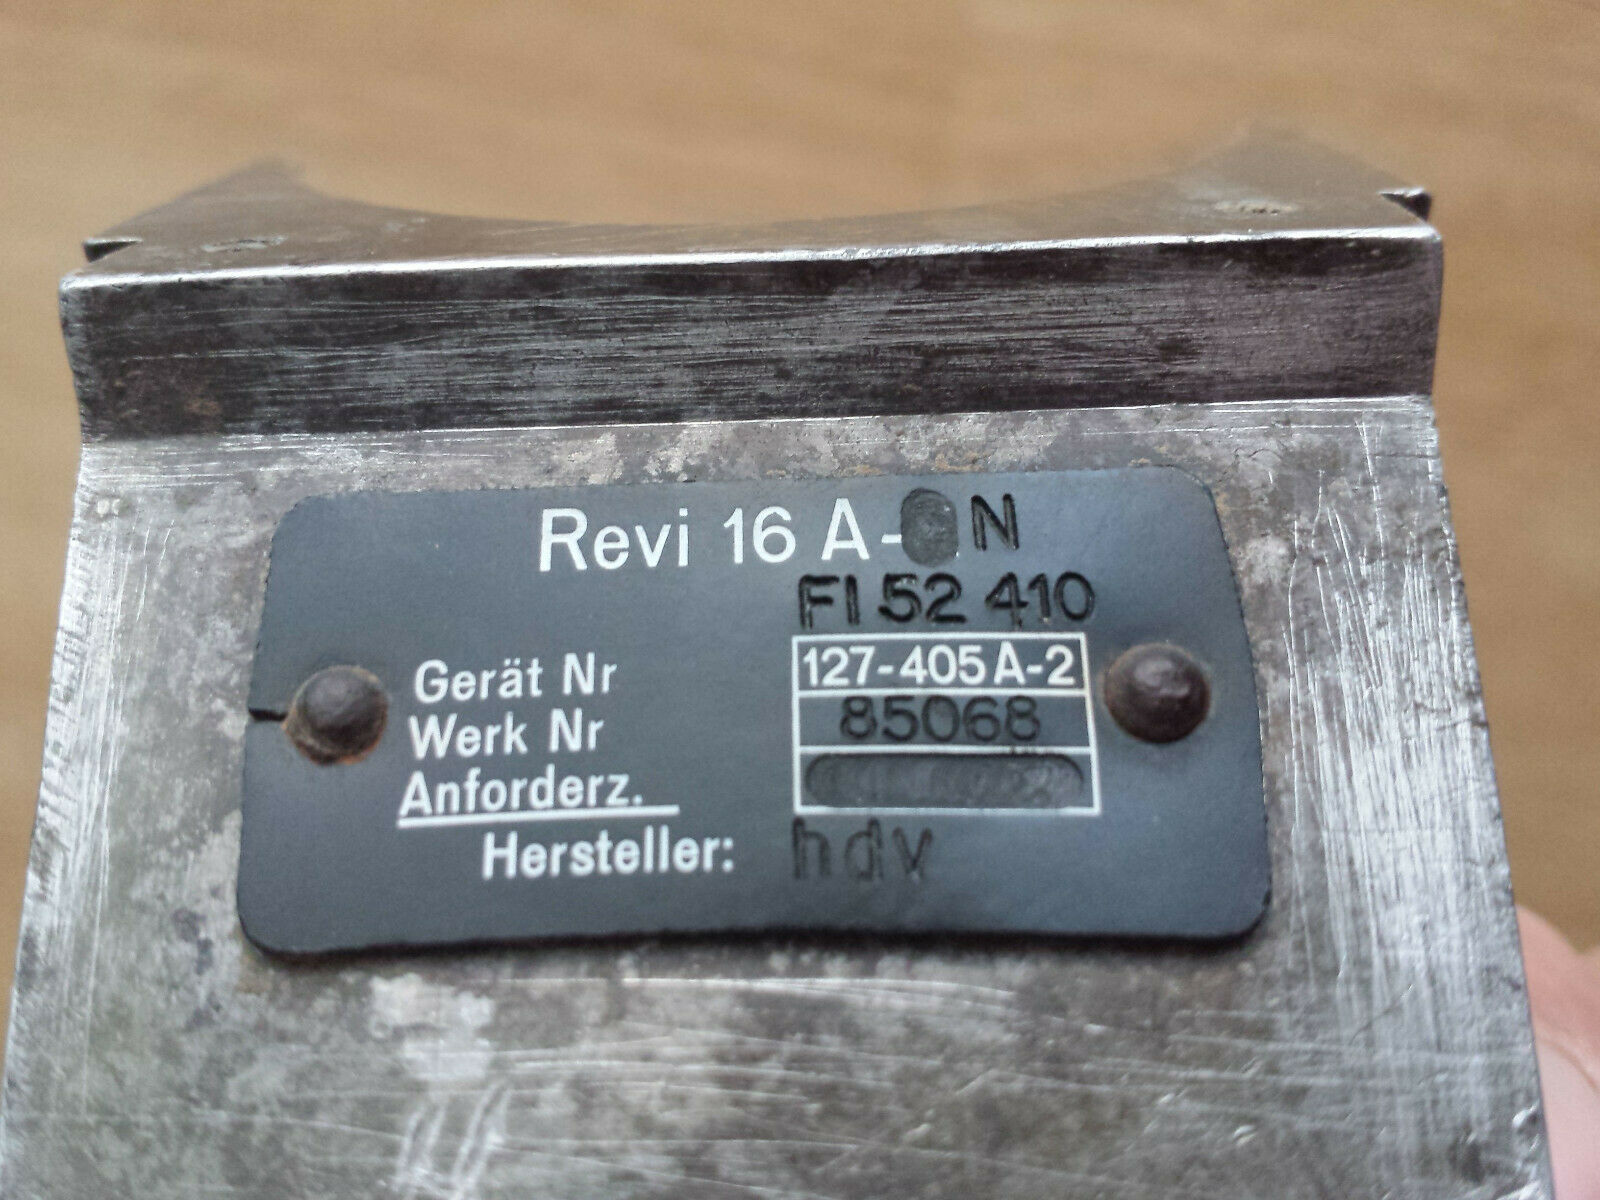 Revi 16 A- N
Fl 52 410
Gerät Nr 127-405 A-2
Werk Nr 85068
Anforderz.
Hersteller: hdv